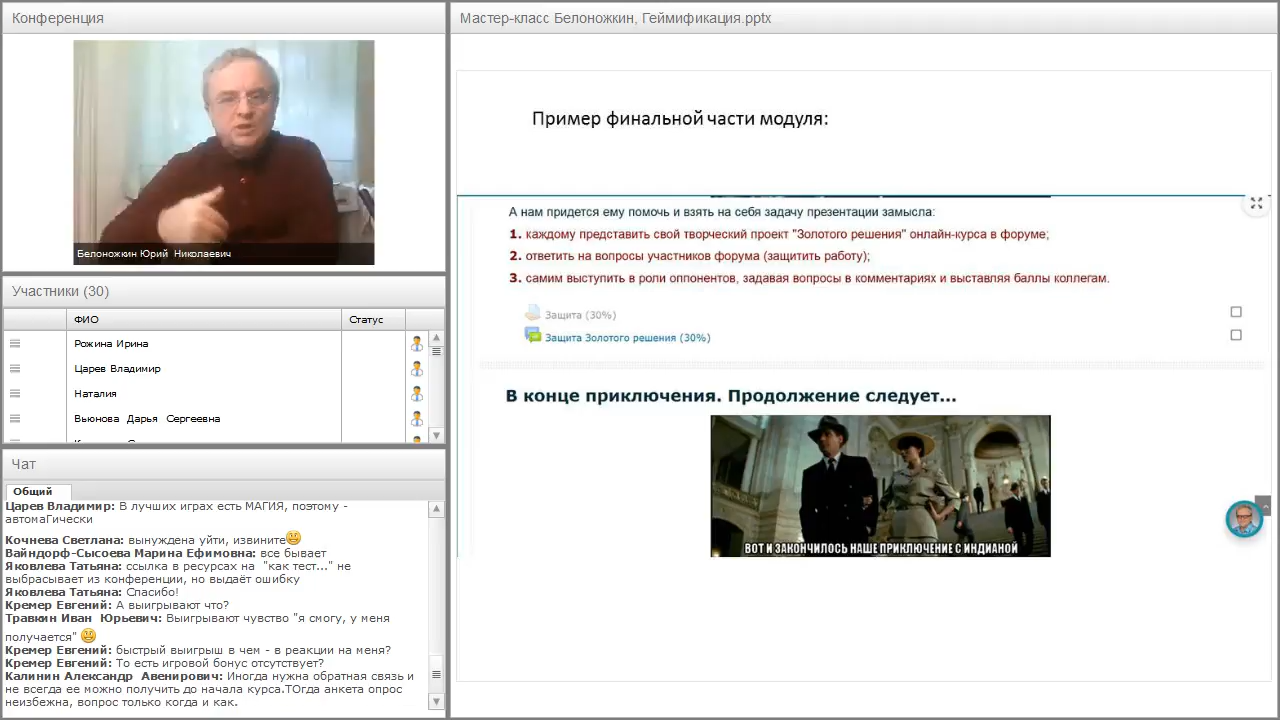 Конференция
Белоножкин Юрий Николаевич
Участники (30)
ФИО Статус
Рожина Ирина
Царев Владимир
Наталия
Вьюнова Дарья Сергеевна
Чат
Общий
Царев Владимир: В лучших играх есть МАГИЯ, поэтому -
автомаГически
Кочнева Светлана: вынуждена уйти, извините
Вайндорф-Сысоева Марина Ефимовна: все бывает
Яковлева Татьяна: ссылка в ресурсах на "как тест..." не
выбрасывает из конференции, но выдаёт ошибку
Яковлева Татьяна: Спасибо!
Кремер Евгений: А выигрывают что?
Травкин Иван Юрьевич: Выигрывают чувство "я смогу, у меня
получается"
Кремер Евгений: быстрый выигрыш в чем - в реакции на меня?
Кремер Евгений: То есть игровой бонус отсутствует?
Калинин Александр Авенирович: Иногда нужна обратная связь и
не всегда ее можно получить до начала курса.ТОгда анкета опрос
неизбежна, вопрос только когда и как.
Мастер-класс Белоножкин, Геймификация.pptx
Пример финальной части модуля:
А нам придется ему помочь и взять на себя задачу презентации замысла:
1. каждому представить свой творческий проект "Золотого решения" онлайн-курса в форуме;
2. ответить на вопросы участников форума (защитить работу);
3. самим выступить в роли оппонентов, задавая вопросы в комментариях и выставляя баллы коллегам.
Защита (30%)
Защита Золотого решения (30%)
В конце приключения. Продолжение следует...
ВОТ И ЗАКОНЧИЛОСЬ НАШЕ ПРИКЛЮЧЕНИЕ С ИНДИАНОЙ